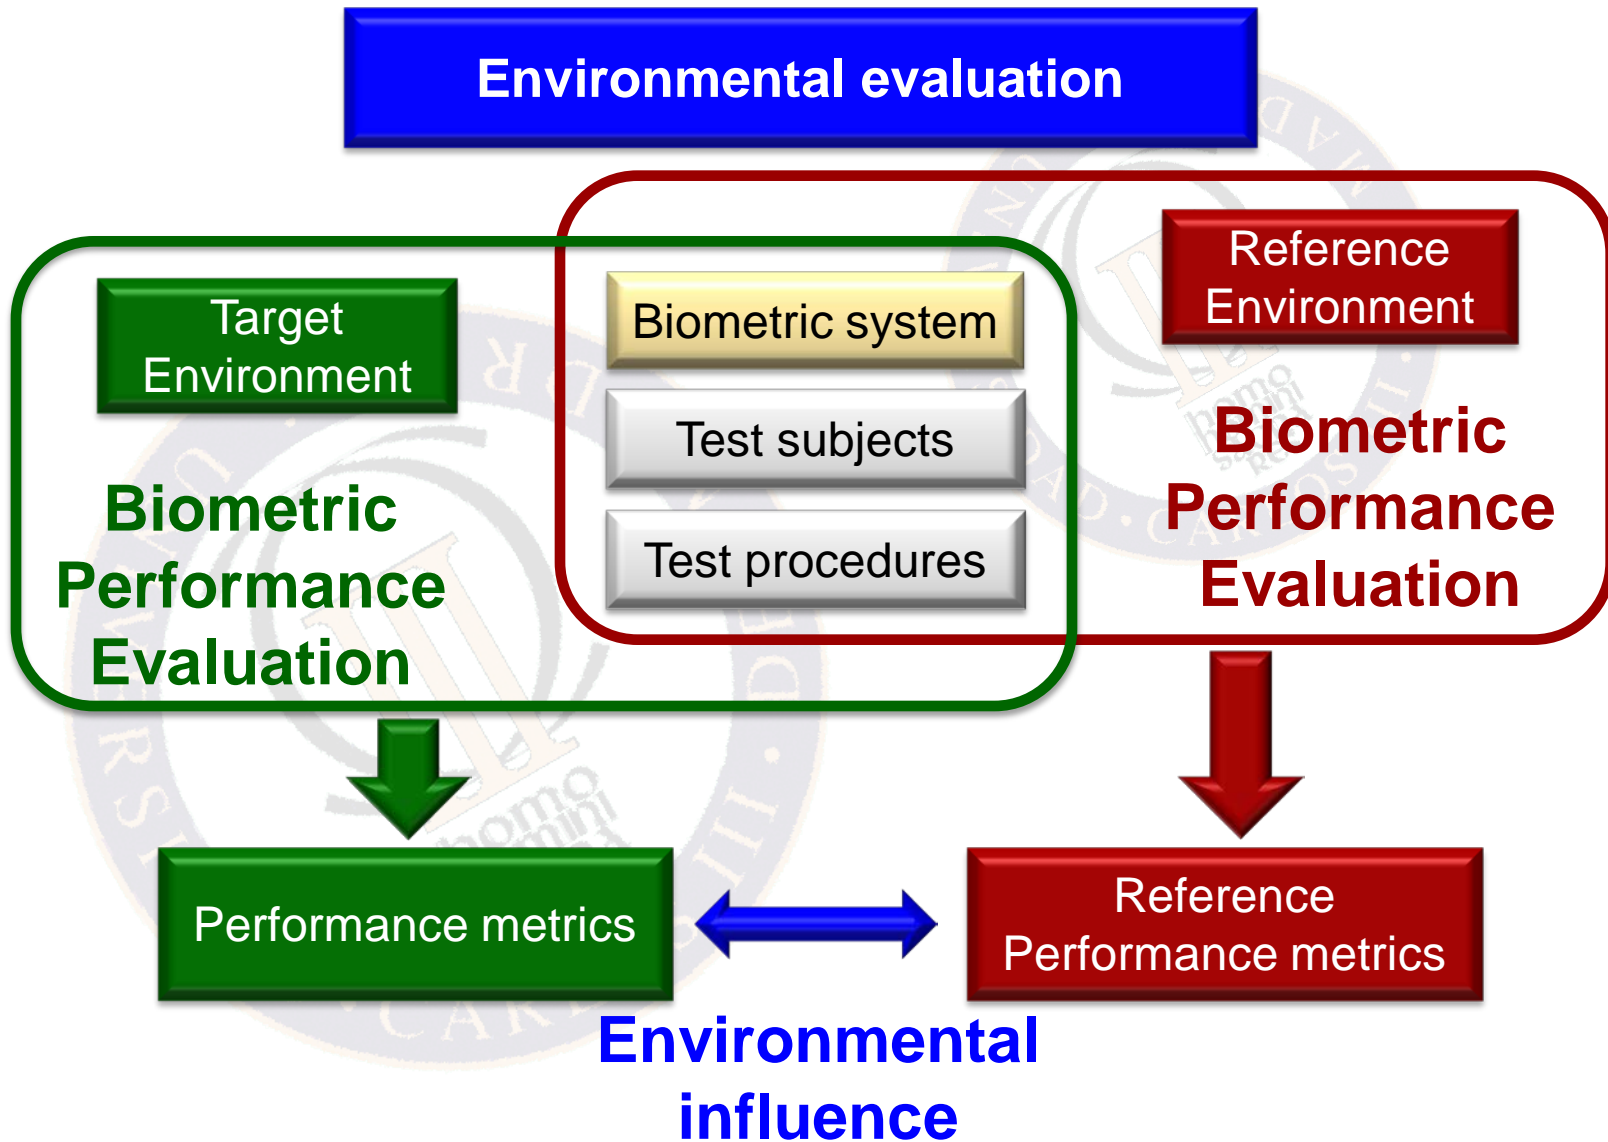 Environmental evaluation
Target
Environment
Biometric
Performance
Evaluation
Biometric system
Test subjects
Test procedures
Reference
Environment
Biometric
Performance
Evaluation
Performance metrics
Reference
Performance metrics
Environmental
influence